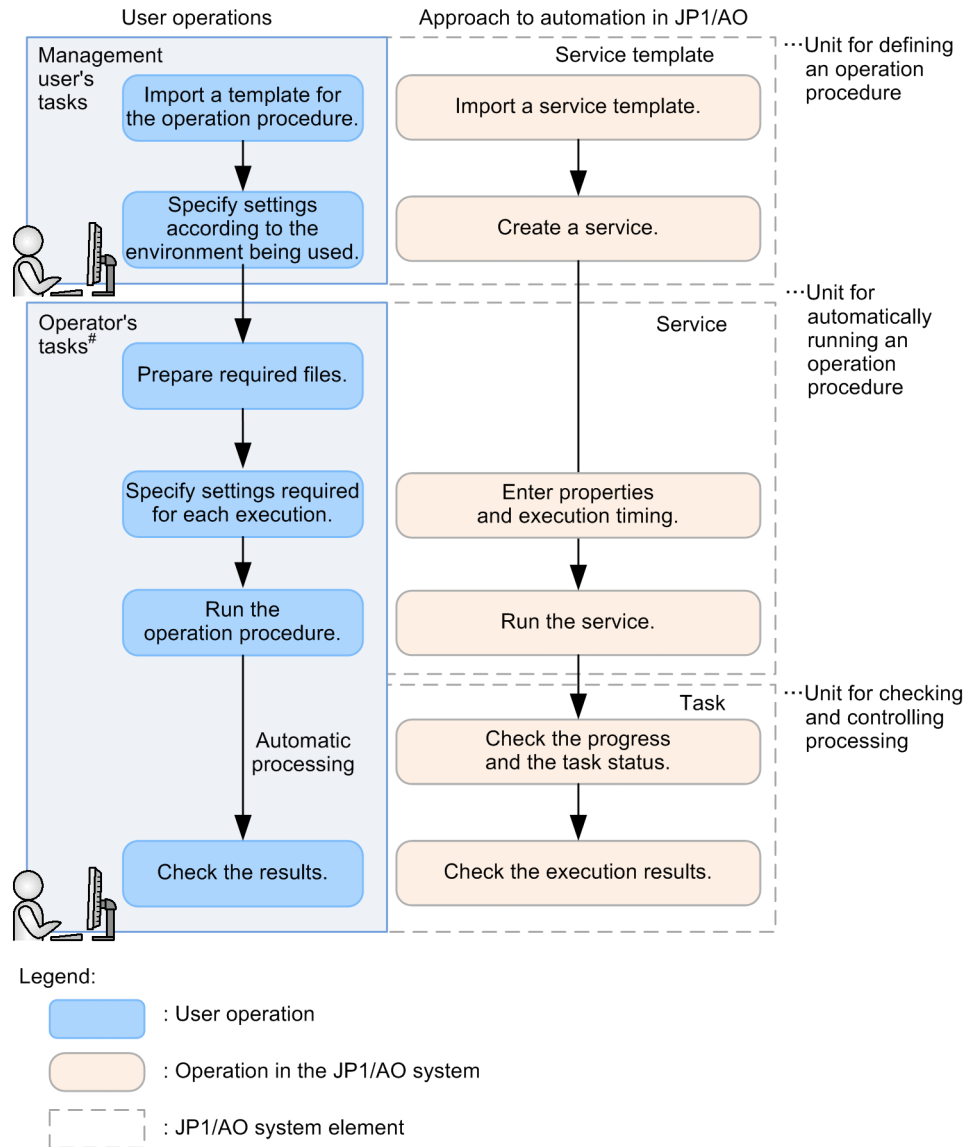 User operations
Approach to automation in JP1/AO
Management
user's
tasks
Import a template for
the operation procedure.
Specify settings
according to the
environment being used.
Service template
Import a service template.
Create a service.
⋯Unit for defining
an operation
procedure
Operator's
tasks#
Prepare required files.
Specify settings required
for each execution.
Run the
operation procedure.
Automatic
processing
Check the results.
Service
Enter properties
and execution timing.
Run the service.
⋯Unit for
automatically
running an
operation
procedure
Task
Check the progress
and the task status.
Check the execution results.
⋯Unit for checking
and controlling
processing
Legend:
: User operation
: Operation in the JP1/AO system
: JP1/AO system element